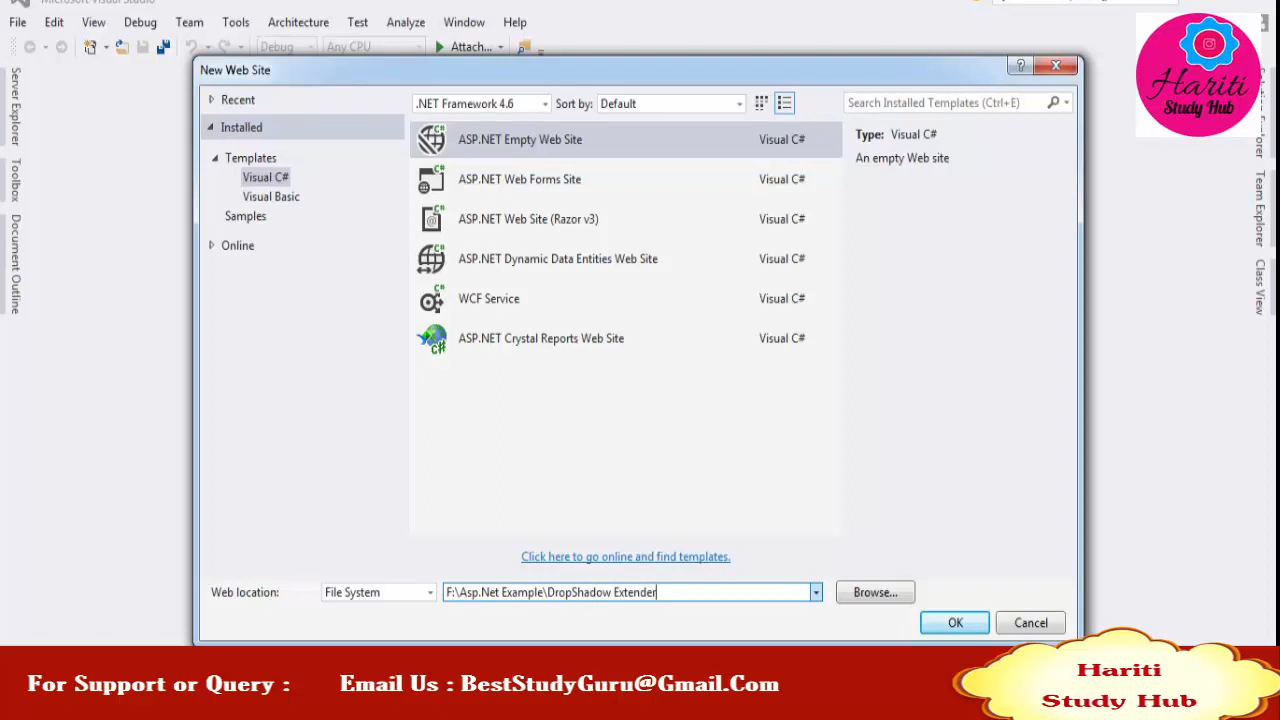 Microsoft Visual Studio
File Edit View Debug Team Tools Architecture Test Analyze Window Help
Debug Any CPU Attach...
Hariti
Study Hub
Server Explorer
Toolbox
Document Outline
Team Explorer
Class View
New Web Site
?
Recent
.NET Framework 4.6 Sort by: Default Search Installed Templates (Ctrl+E)
Installed
Templates
Visual C#
Visual Basic
Samples
Online
ASP.NET Empty Web Site Visual C#
ASP.NET Web Forms Site Visual C#
ASP.NET Web Site (Razor v3) Visual C#
ASP.NET Dynamic Data Entities Web Site Visual C#
WCF Service Visual C#
ASP.NET Crystal Reports Web Site Visual C#
Type: Visual C#
An empty Web site
Click here to go online and find templates.
Web location: File System F:\Asp.Net Example\DropShadow Extender Browse...
OK Cancel
For Support or Query : Email Us : BestStudyGuru@Gmail.Com
Hariti
Study Hub